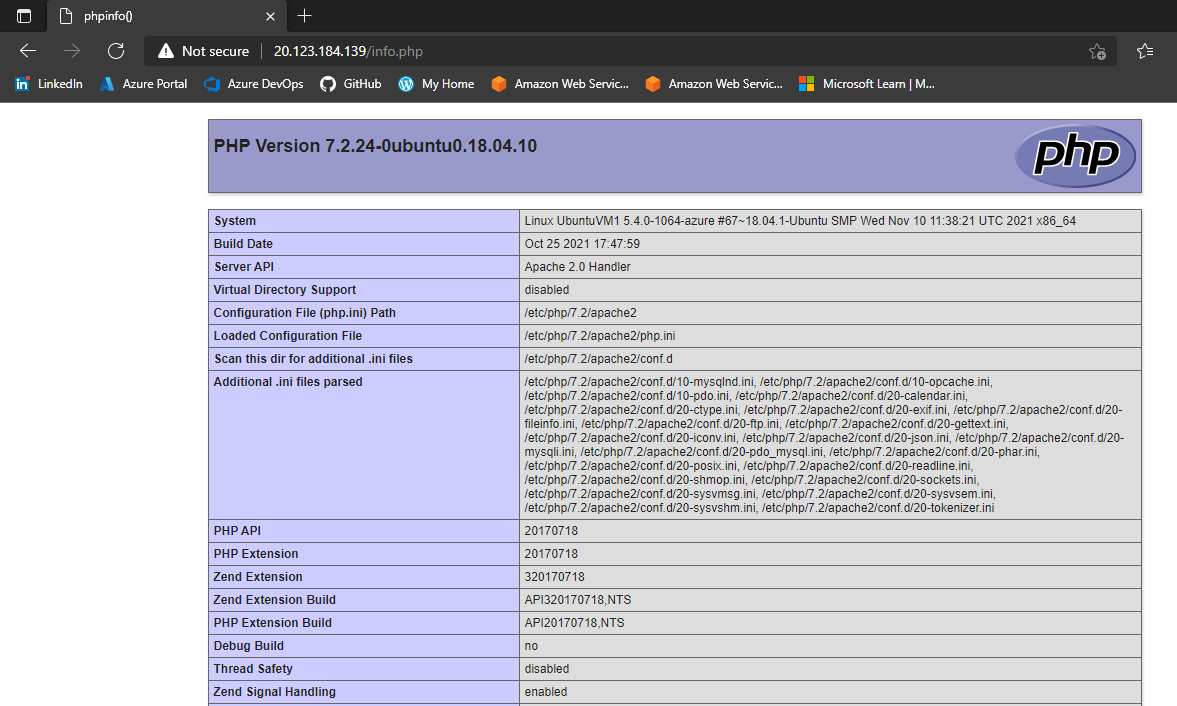 phpinfo()
Not secure 20.123.184.139/info.php
LinkedIn Azure Portal Azure DevOps GitHub My Home Amazon Web Servic... Amazon Web Servic... Microsoft Learn | M...
PHP Version 7.2.24-0ubuntu0.18.04.10
php
System Linux UbuntuVM1 5.4.0-1064-azure #67~18.04.1-Ubuntu SMP Wed Nov 10 11:38:21 UTC 2021 x86_64
Build Date Oct 25 2021 17:47:59
Server API Apache 2.0 Handler
Virtual Directory Support disabled
Configuration File (php.ini) Path /etc/php/7.2/apache2
Loaded Configuration File /etc/php/7.2/apache2/php.ini
Scan this dir for additional .ini files /etc/php/7.2/apache2/conf.d
Additional .ini files parsed /etc/php/7.2/apache2/conf.d/10-mysqlnd.ini, /etc/php/7.2/apache2/conf.d/10-opcache.ini,
/etc/php/7.2/apache2/conf.d/10-pdo.ini, /etc/php/7.2/apache2/conf.d/20-calendar.ini,
/etc/php/7.2/apache2/conf.d/20-ctype.ini, /etc/php/7.2/apache2/conf.d/20-exif.ini, /etc/php/7.2/apache2/conf.d/20-
fileinfo.ini, /etc/php/7.2/apache2/conf.d/20-ftp.ini, /etc/php/7.2/apache2/conf.d/20-gettext.ini,
/etc/php/7.2/apache2/conf.d/20-iconv.ini, /etc/php/7.2/apache2/conf.d/20-json.ini, /etc/php/7.2/apache2/conf.d/20-
mysqli.ini, /etc/php/7.2/apache2/conf.d/20-pdo_mysql.ini, /etc/php/7.2/apache2/conf.d/20-phar.ini,
/etc/php/7.2/apache2/conf.d/20-posix.ini, /etc/php/7.2/apache2/conf.d/20-readline.ini,
/etc/php/7.2/apache2/conf.d/20-shmop.ini, /etc/php/7.2/apache2/conf.d/20-sockets.ini,
/etc/php/7.2/apache2/conf.d/20-sysvmsg.ini, /etc/php/7.2/apache2/conf.d/20-sysvsem.ini,
/etc/php/7.2/apache2/conf.d/20-sysvshm.ini, /etc/php/7.2/apache2/conf.d/20-tokenizer.ini
PHP API 20170718
PHP Extension 20170718
Zend Extension 320170718
Zend Extension Build API320170718,NTS
PHP Extension Build API20170718,NTS
Debug Build no
Thread Safety disabled
Zend Signal Handling enabled